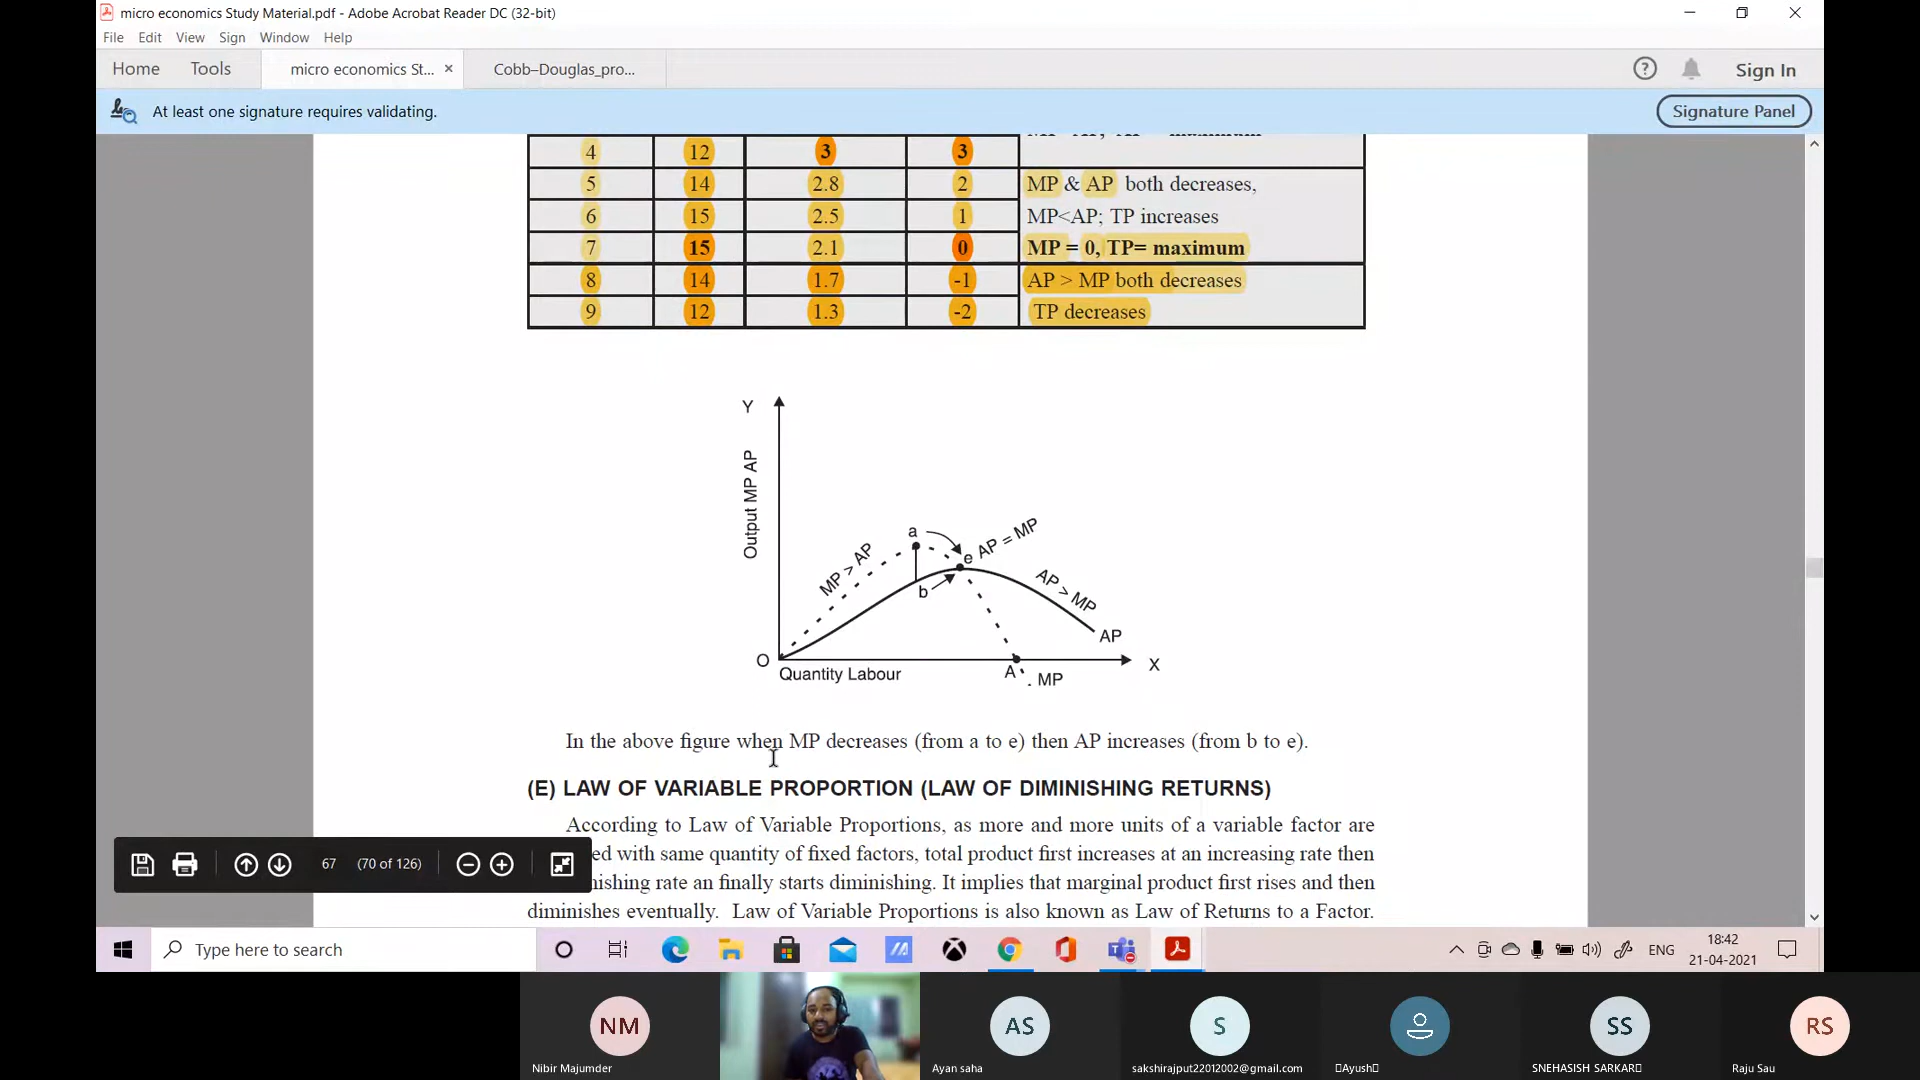 micro economics Study Material.pdf - Adobe Acrobat Reader DC (32-bit)
File Edit View Sign Window Help
Home Tools micro economics St... × Cobb–Douglas_pro... Sign In
At least one signature requires validating. Signature Panel
4 12 3 3
5 14 2.8 2 MP & AP both decreases,
6 15 2.5 1 MP<AP; TP increases
7 15 2.1 0 MP = 0, TP= maximum
8 14 1.7 -1 AP > MP both decreases
9 12 1.3 -2 TP decreases
Y
Output MP AP
MP > AP
a
e AP = MP
b
AP > MP
AP
O
X
Quantity Labour
A
MP
In the above figure when MP decreases (from a to e) then AP increases (from b to e).
(E) LAW OF VARIABLE PROPORTION (LAW OF DIMINISHING RETURNS)
According to Law of Variable Proportions, as more and more units of a variable factor are
ed with same quantity of fixed factors, total product first increases at an increasing rate then
nishing rate an finally starts diminishing. It implies that marginal product first rises and then
diminishes eventually. Law of Variable Proportions is also known as Law of Returns to a Factor.
67 (70 of 126)
Type here to search
ENG
18:42
21-04-2021
NM AS S SS RS
Nibir Majumder Ayan saha sakshirajput22012002@gmail.com Ayush SNEHASISH SARKAR Raju Sau